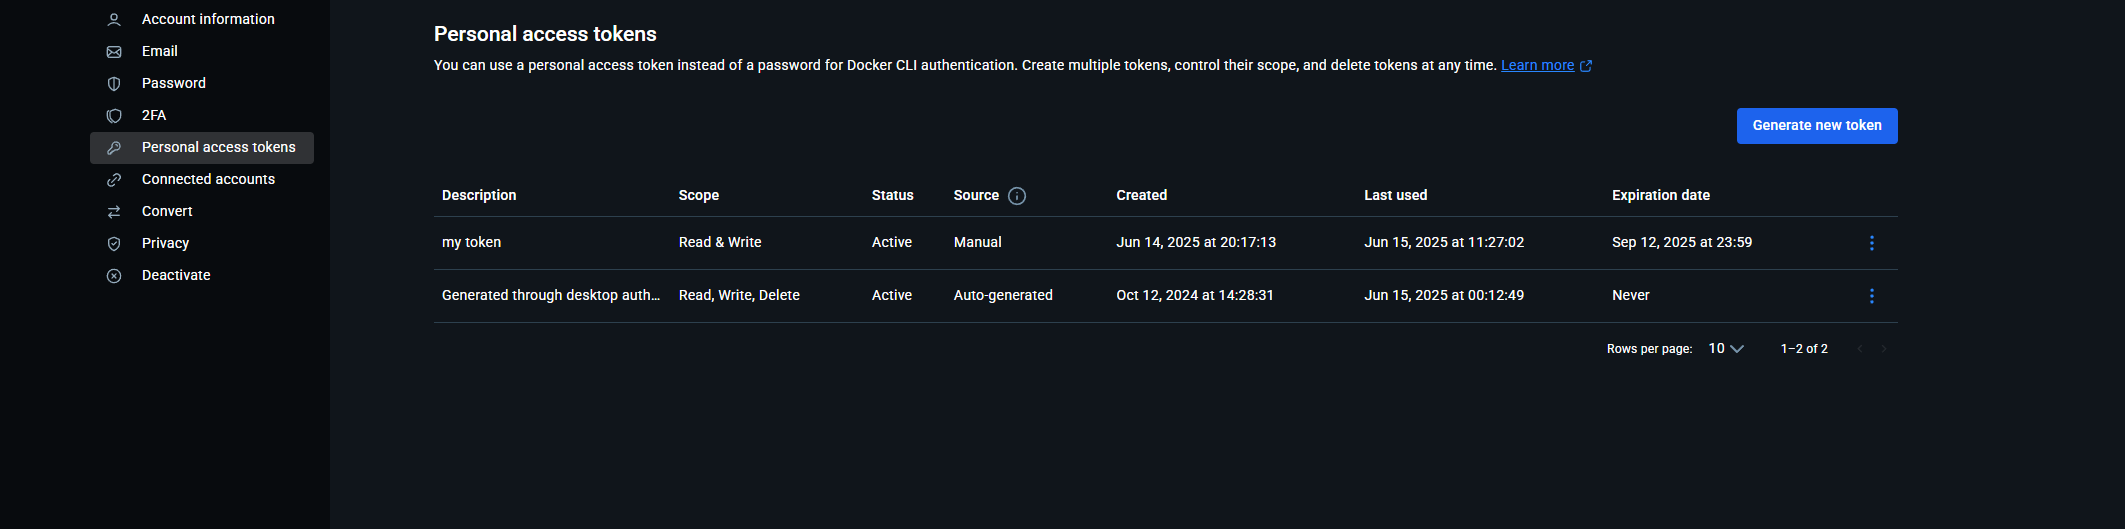 Account information
Email
Password
2FA
Personal access tokens
Connected accounts
Convert
Privacy
Deactivate
Personal access tokens
You can use a personal access token instead of a password for Docker CLI authentication. Create multiple tokens, control their scope, and delete tokens at any time. Learn more
Generate new token
Description Scope Status Source Created Last used Expiration date
my token Read & Write Active Manual Jun 14, 2025 at 20:17:13 Jun 15, 2025 at 11:27:02 Sep 12, 2025 at 23:59
Generated through desktop auth... Read, Write, Delete Active Auto-generated Oct 12, 2024 at 14:28:31 Jun 15, 2025 at 00:12:49 Never
Rows per page: 10 1–2 of 2